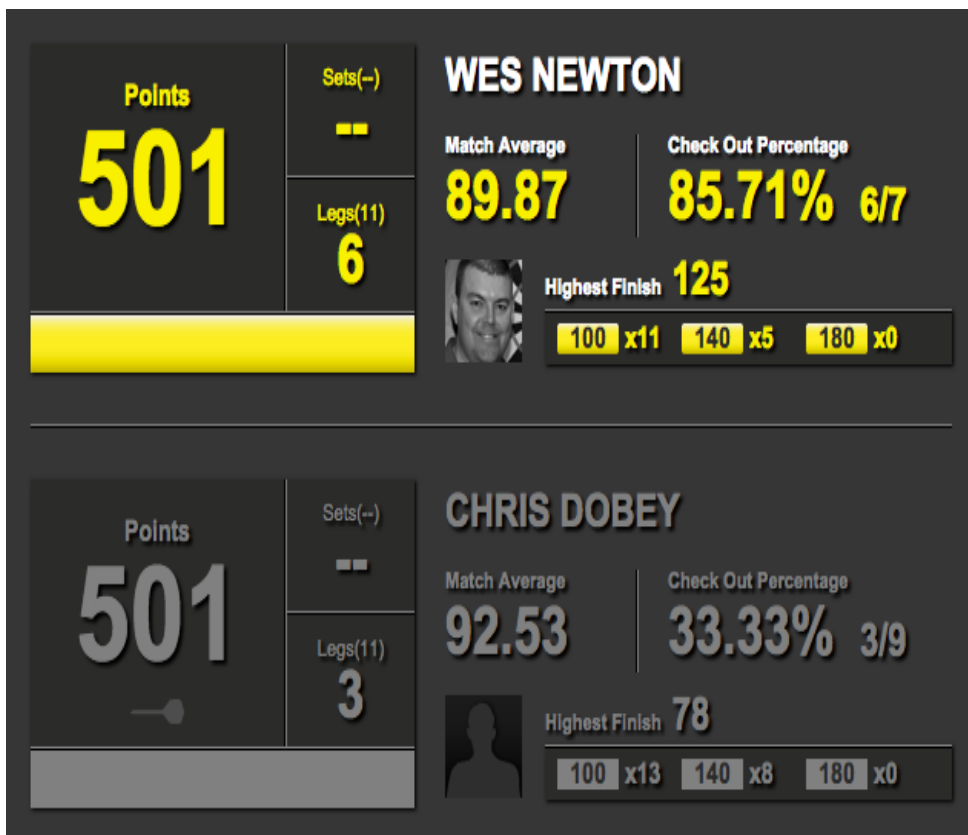 Points
501
Sets(--)
--
Legs(11)
6
WES NEWTON
Match Average
89.87
Check Out Percentage
85.71% 6/7
Highest Finish 125
100 x11 140 x5 180 x0
Points
501
Sets(--)
--
Legs(11)
3
CHRIS DOBEY
Match Average
92.53
Check Out Percentage
33.33% 3/9
Highest Finish 78
100 x13 140 x8 180 x0